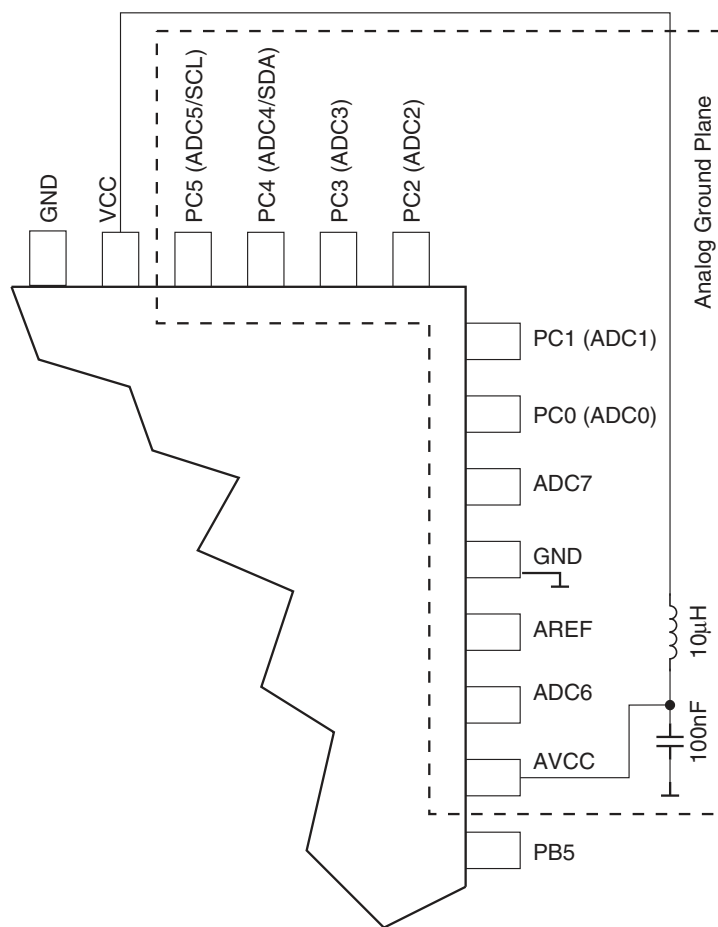 GND
VCC
PC5 (ADC5/SCL)
PC4 (ADC4/SDA)
PC3 (ADC3)
PC2 (ADC2)
Analog Ground Plane
PC1 (ADC1)
PC0 (ADC0)
ADC7
GND
AREF
10μH
ADC6
100nF
AVCC
PB5